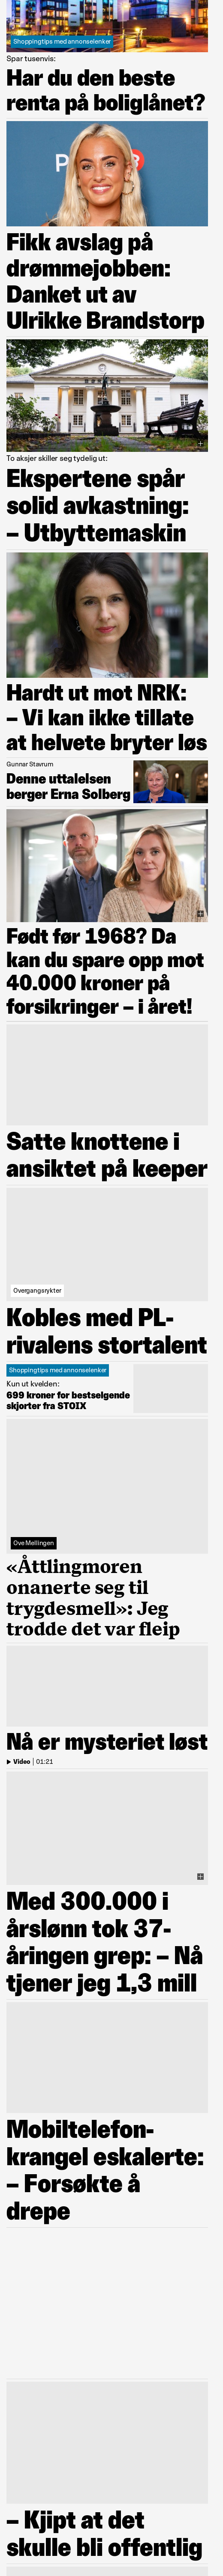 Shoppingtips med annonselenker
Spar tusenvis:
Har du den beste
renta på boliglånet?
P
3
Fikk avslag på
drømmejobben:
Danket ut av
Ulrikke Brandstorp
BØRSEN
To aksjer skiller seg tydelig ut:
Ekspertene spår
solid avkastning:
– Utbyttemaskin
Hardt ut mot NRK:
– Vi kan ikke tillate
at helvete bryter løs
Gunnar Stavrum
Denne uttalelsen
berger Erna Solberg
Født før 1968? Da
kan du spare opp mot
40.000 kroner på
forsikringer – i året!
Satte knottene i
ansiktet på keeper
Overgangsrykter
Kobles med PL-
rivalens stortalent
Shoppingtips med annonselenker
Kun ut kvelden:
699 kroner for bestselgende
skjorter fra STOIX
Ove Mellingen
«Åttlingmoren
onanerte seg til
trygdesmell»: Jeg
trodde det var fleip
Nå er mysteriet løst
Video | 01:21
Med 300.000 i
årslønn tok 37-
åringen grep: – Nå
tjener jeg 1,3 mill
Mobiltelefon-
krangel eskalerte:
– Forsøkte å
drepe
– Kjipt at det
skulle bli offentlig